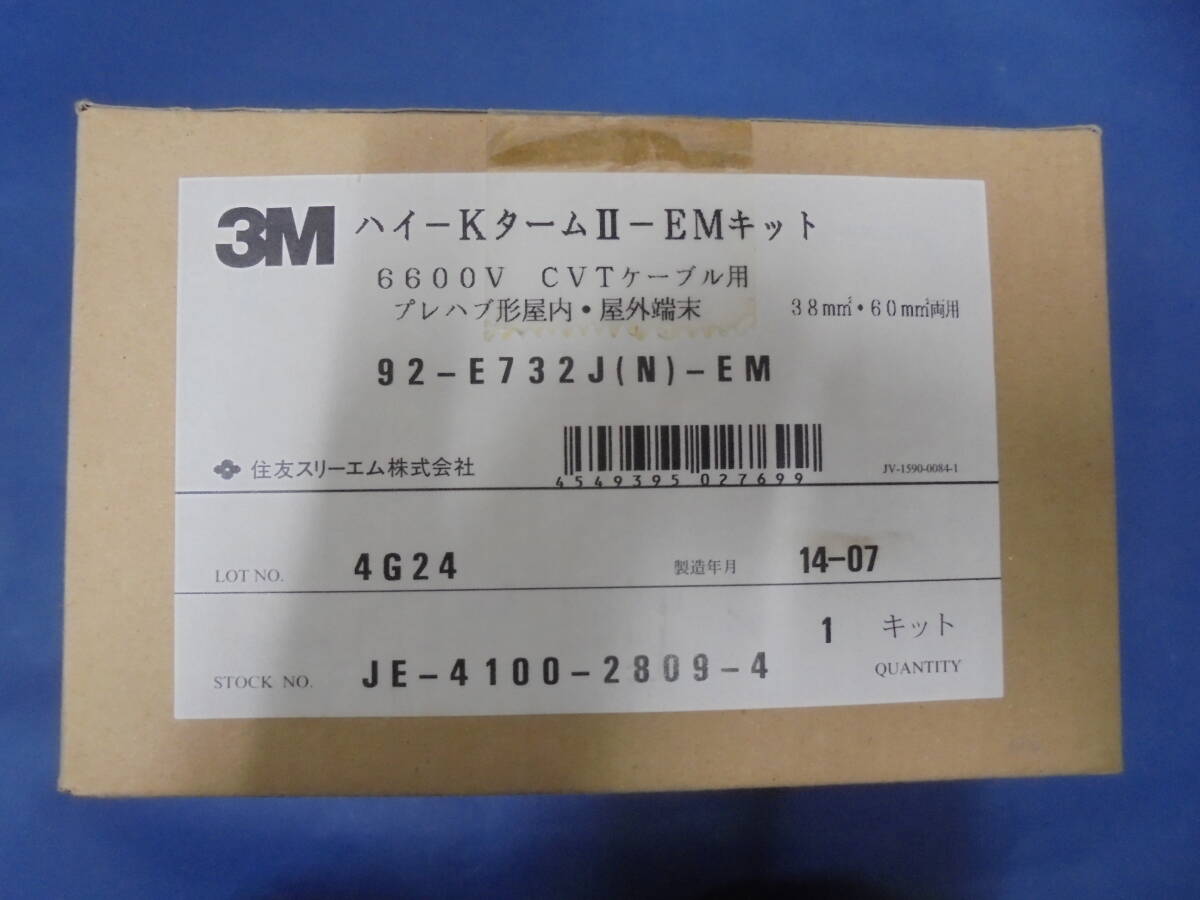 3M ハイ－KタームⅡ－EMキット
6600V CVTケーブル用
プレハブ形屋内・屋外端末 38mm²・60mm²両用
92-E732J(N)-EM
住友スリーエム株式会社
4549395 027699
JV-1590-0084-1
LOT NO. 4G24 製造年月 14-07
1 キット
STOCK NO. JE-4100-2809-4 QUANTITY